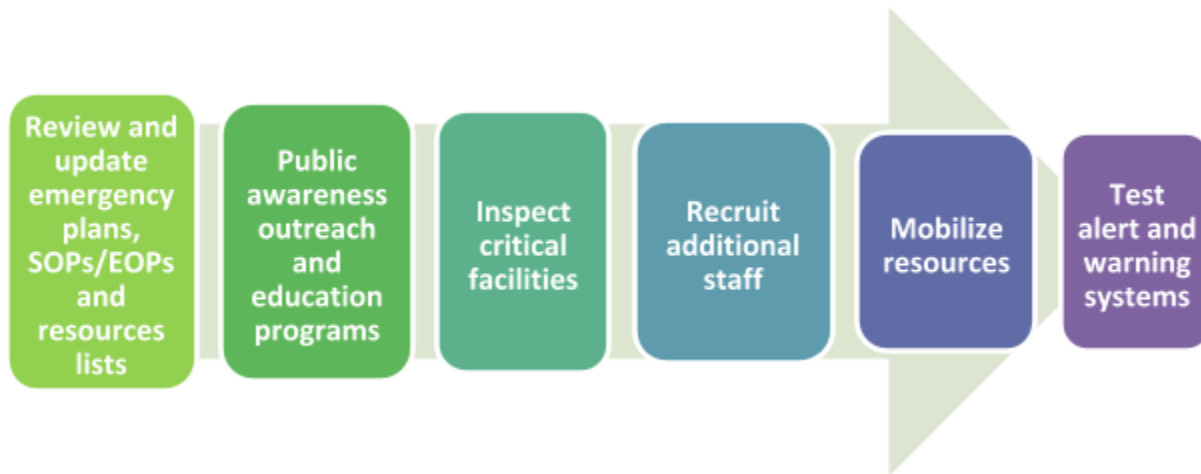 Review and
update
emergency
plans,
SOPs/EOPs
and
resources
lists
Public
awareness
outreach
and
education
programs
Inspect
critical
facilities
Recruit
additional
staff
Mobilize
resources
Test
alert and
warning
systems